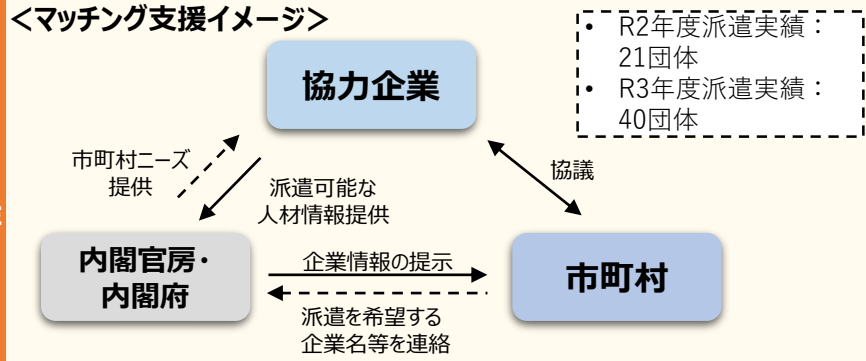 ＜マッチング支援イメージ＞
• R2年度派遣実績：
21団体
• R3年度派遣実績：
40団体
協力企業
市町村ニーズ
提供
派遣可能な
人材情報提供
協議
内閣官房・
内閣府
企業情報の提示
市町村
派遣を希望する
企業名等を連絡